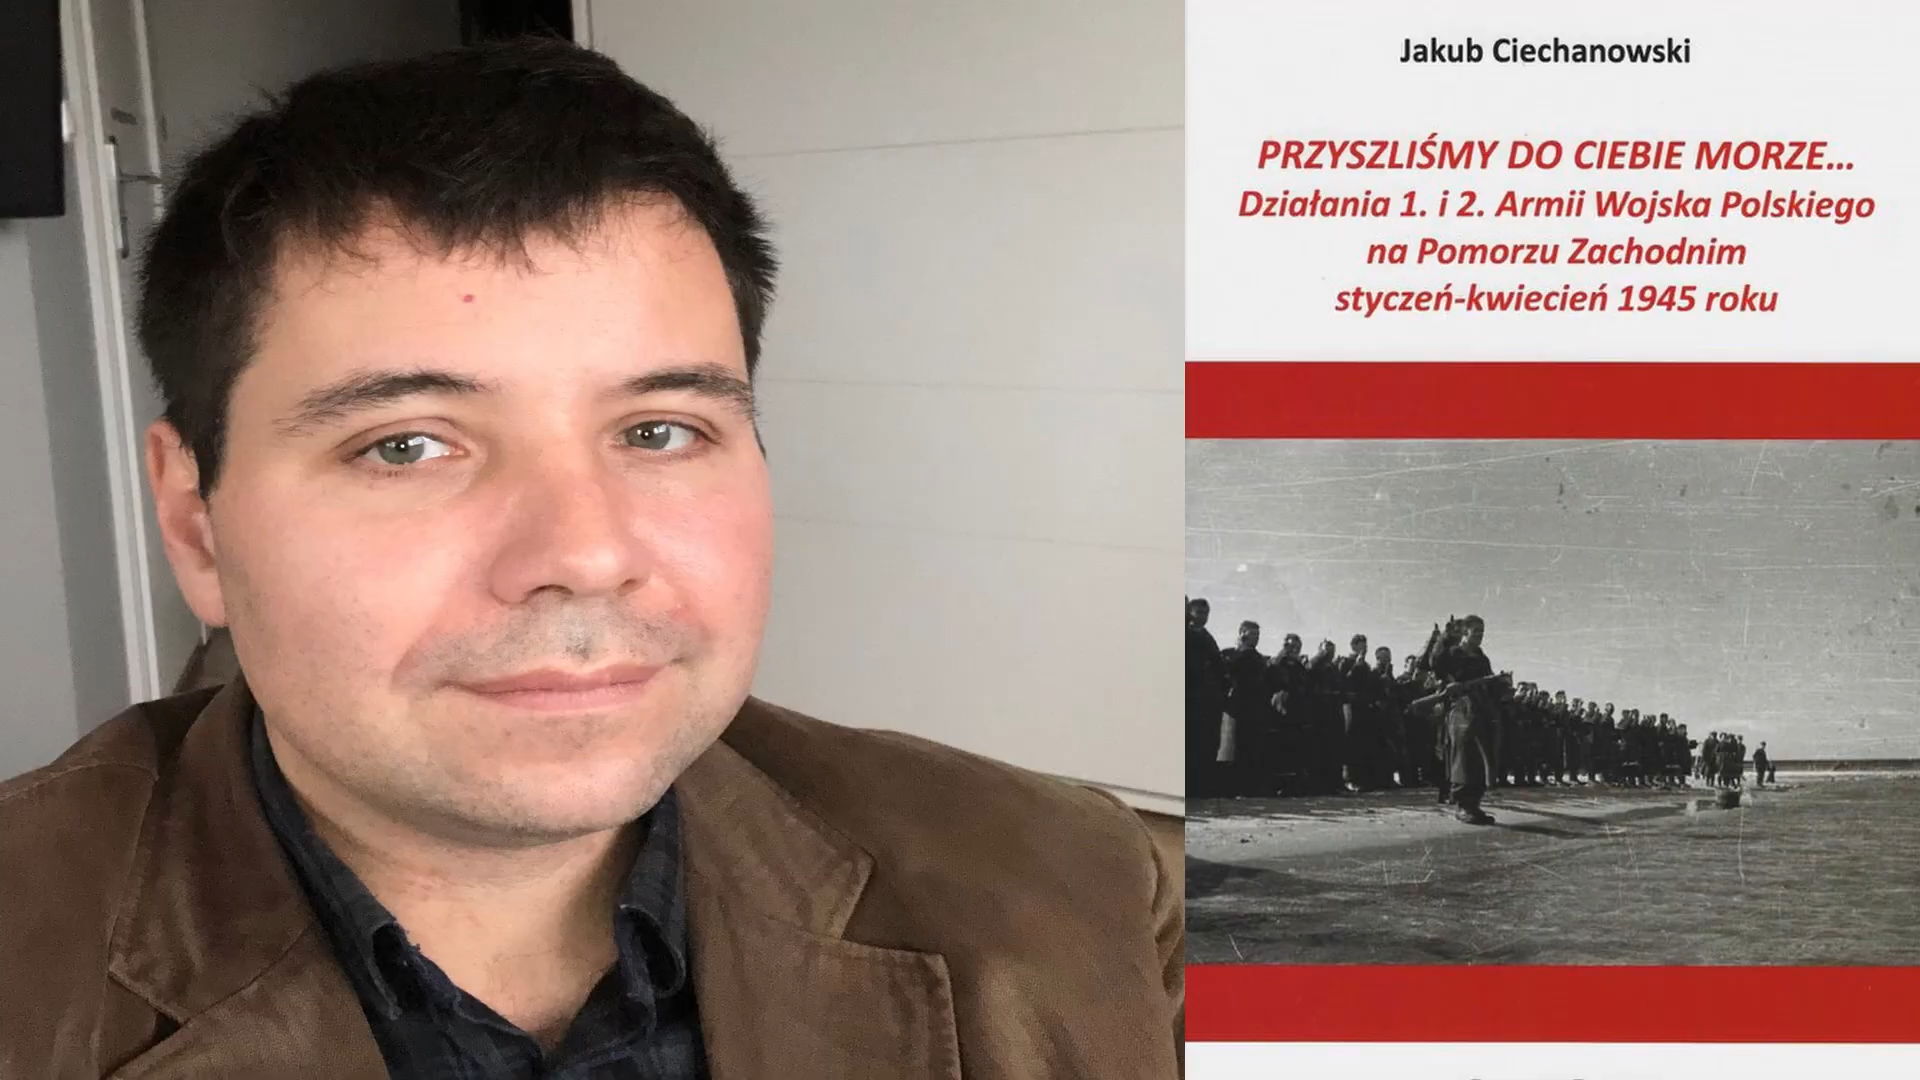 Jakub Ciechanowski
PRZYSZLIŚMY DO CIEBIE MORZE...
Działania 1. i 2. Armii Wojska Polskiego
na Pomorzu Zachodnim
styczeń-kwiecień 1945 roku